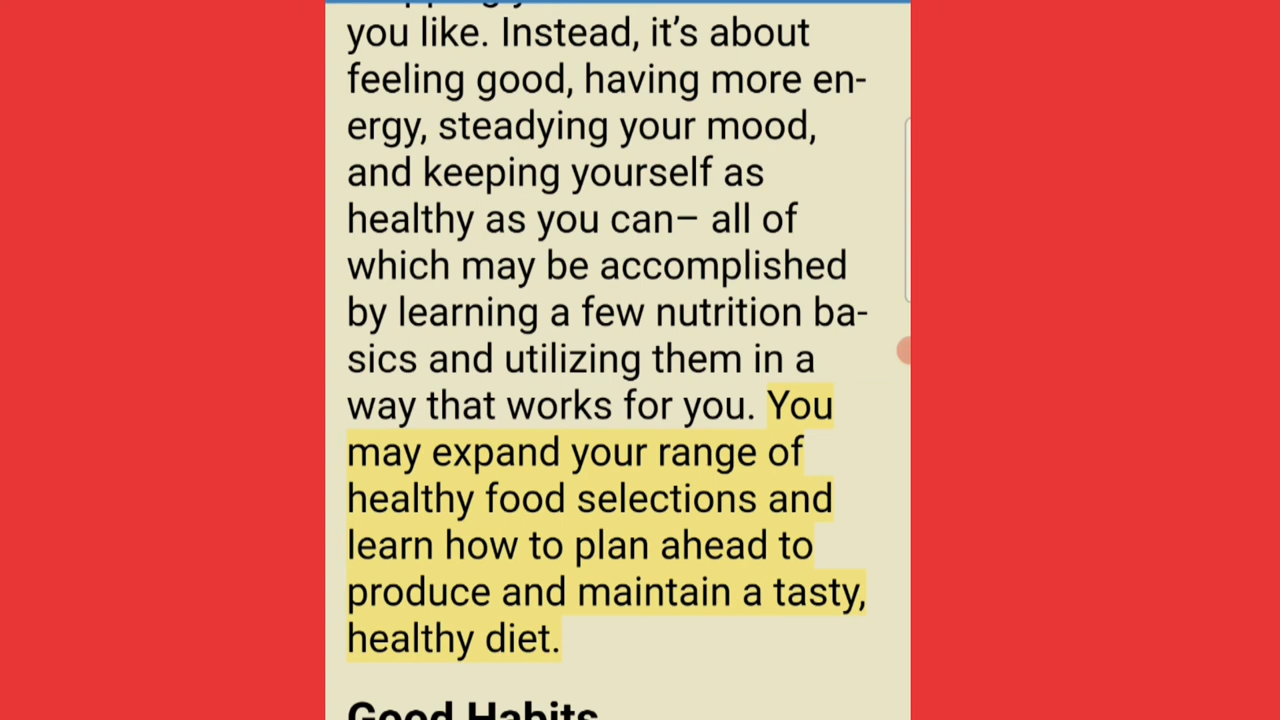 you like. Instead, it’s about
feeling good, having more en-
ergy, steadying your mood,
and keeping yourself as
healthy as you can– all of
which may be accomplished
by learning a few nutrition ba-
sics and utilizing them in a
way that works for you. You
may expand your range of
healthy food selections and
learn how to plan ahead to
produce and maintain a tasty,
healthy diet.
Good Habits